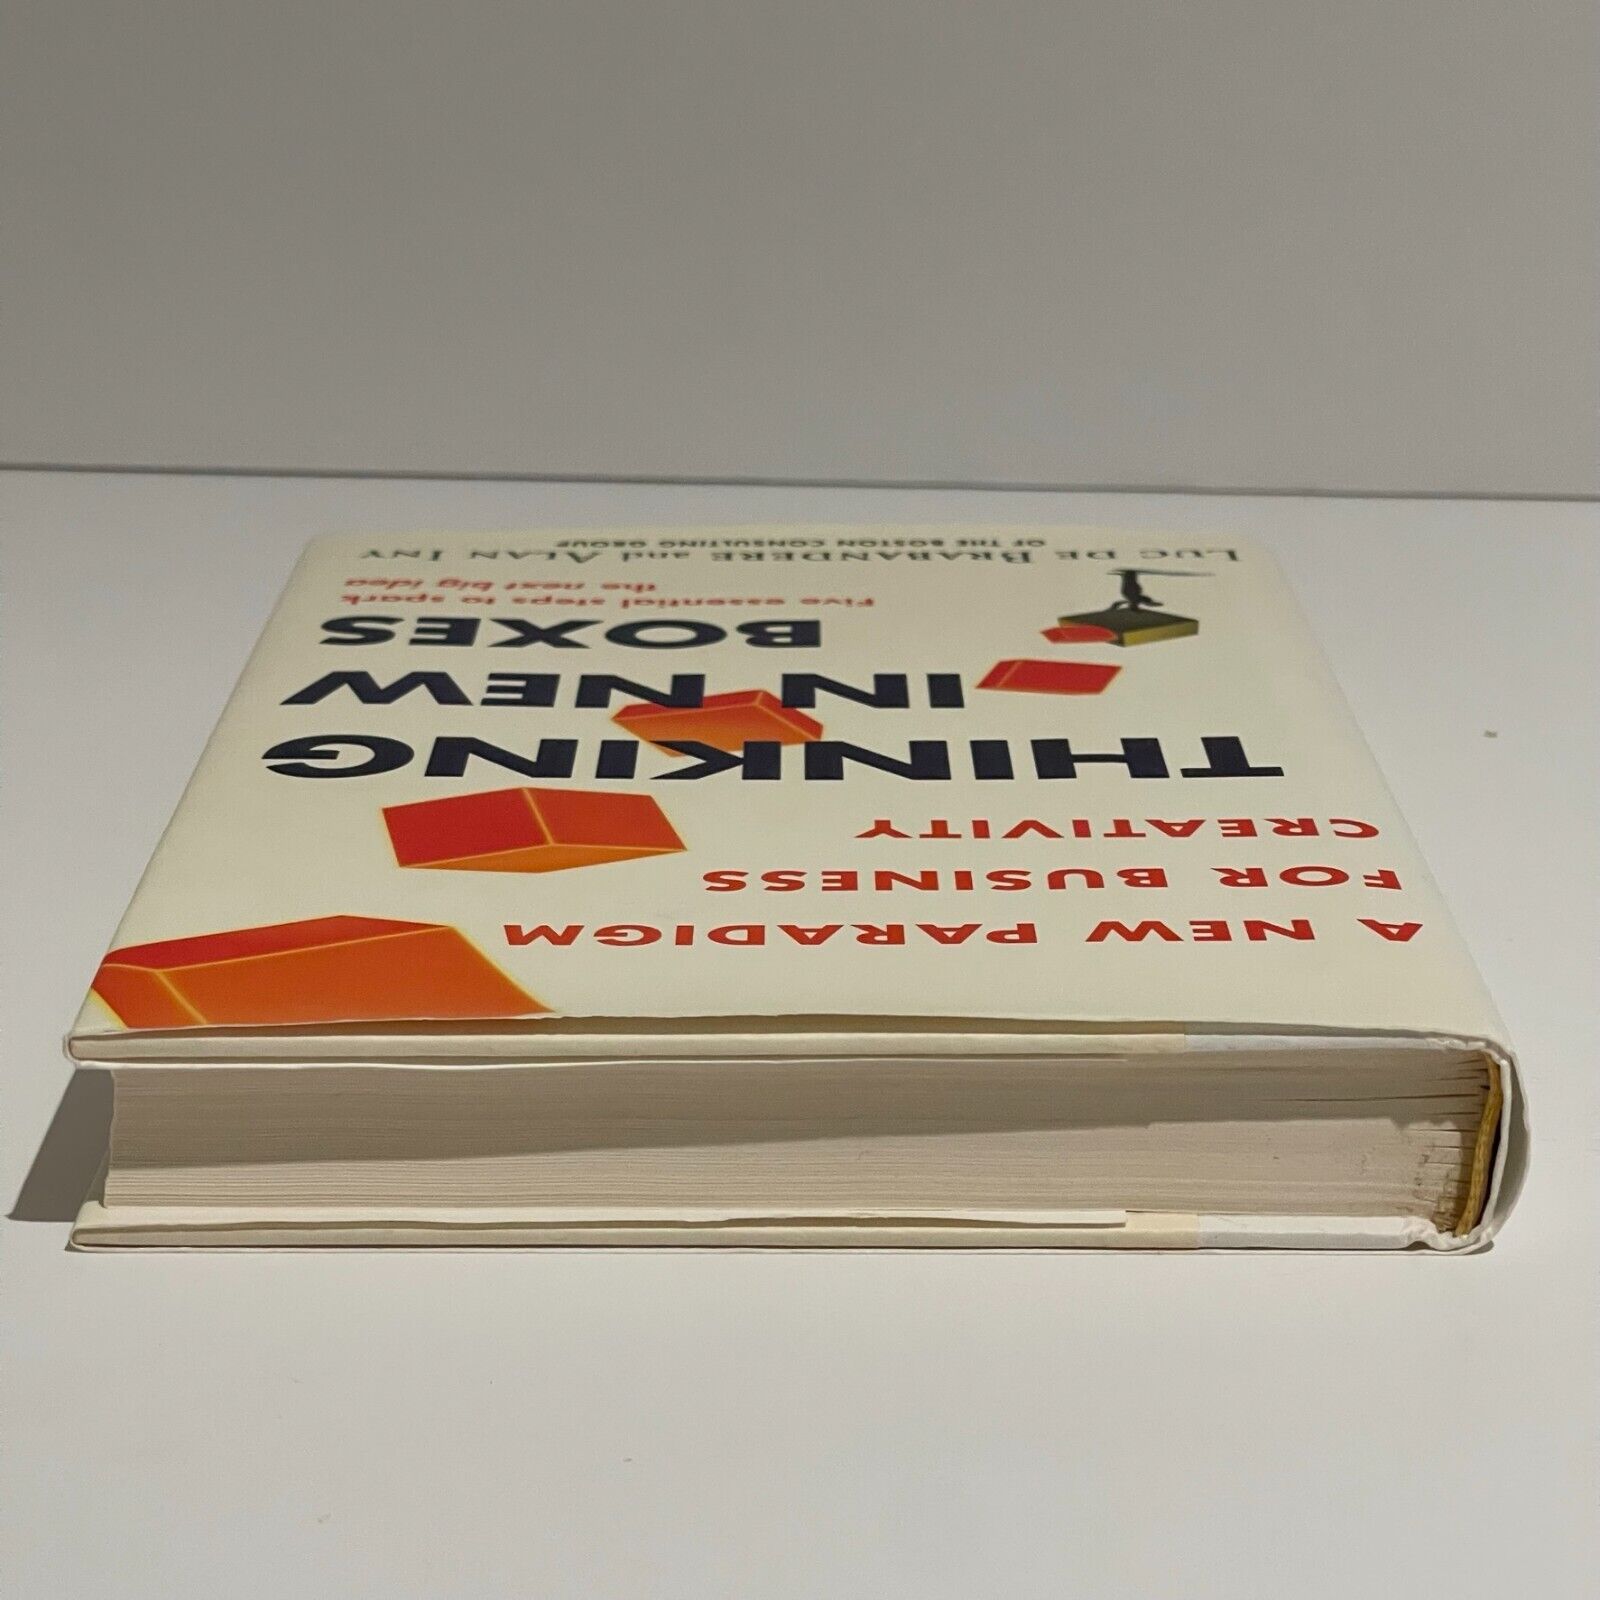 A NEW PARADIGM
FOR BUSINESS
CREATIVITY
THINKING
IN NEW
BOXES
Five essential steps to spark
the next big idea
LUC DE BRABANDERE and ALAN INY
OF THE BOSTON CONSULTING GROUP